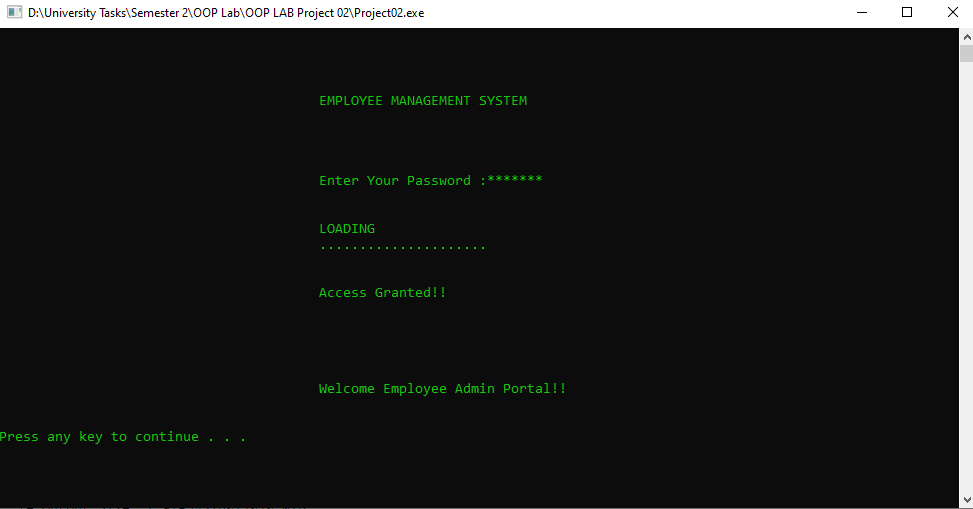 D:\University Tasks\Semester 2\OOP Lab\OOP LAB Project 02\Project02.exe
EMPLOYEE MANAGEMENT SYSTEM
Enter Your Password :*******
LOADING
.....................
Access Granted!!
Welcome Employee Admin Portal!!
Press any key to continue . . .